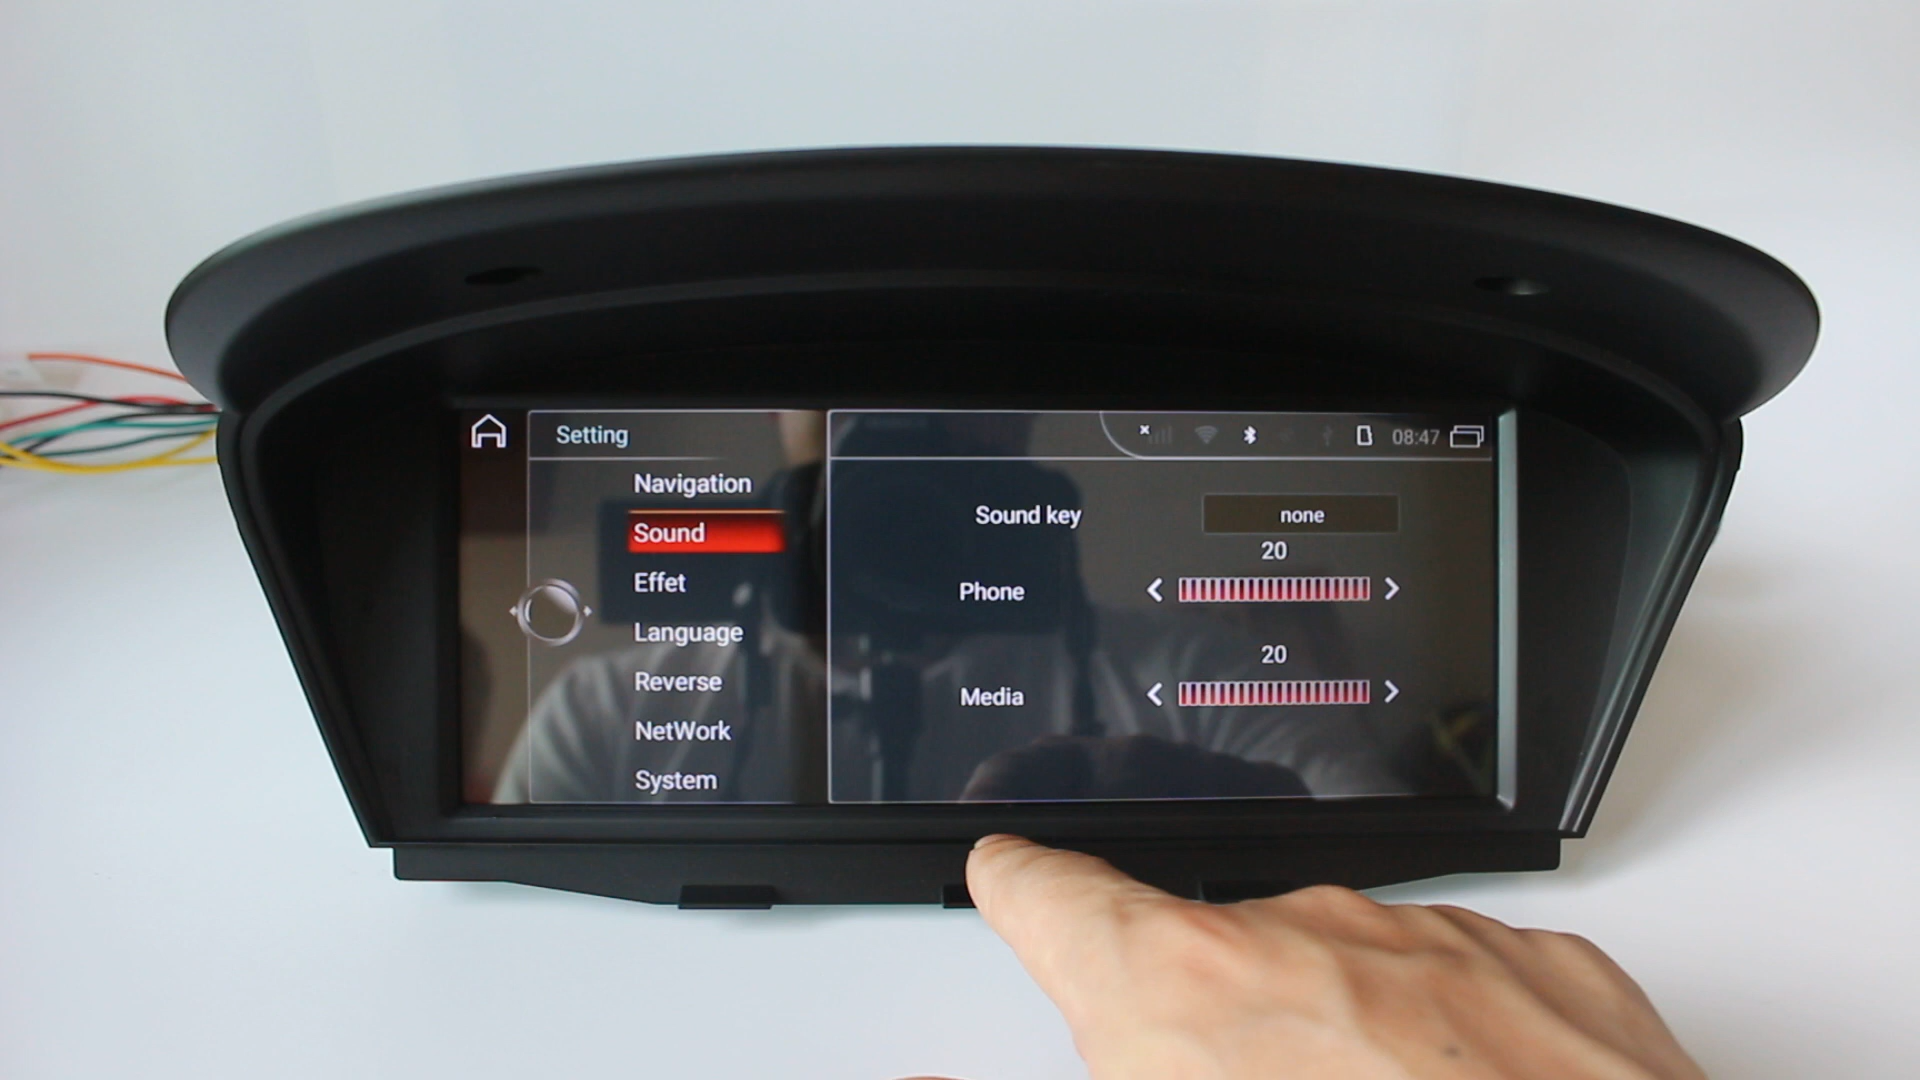 Setting
08:47
Navigation
Sound
Effet
Language
Reverse
NetWork
System
Sound key
none
20
Phone
20
Media